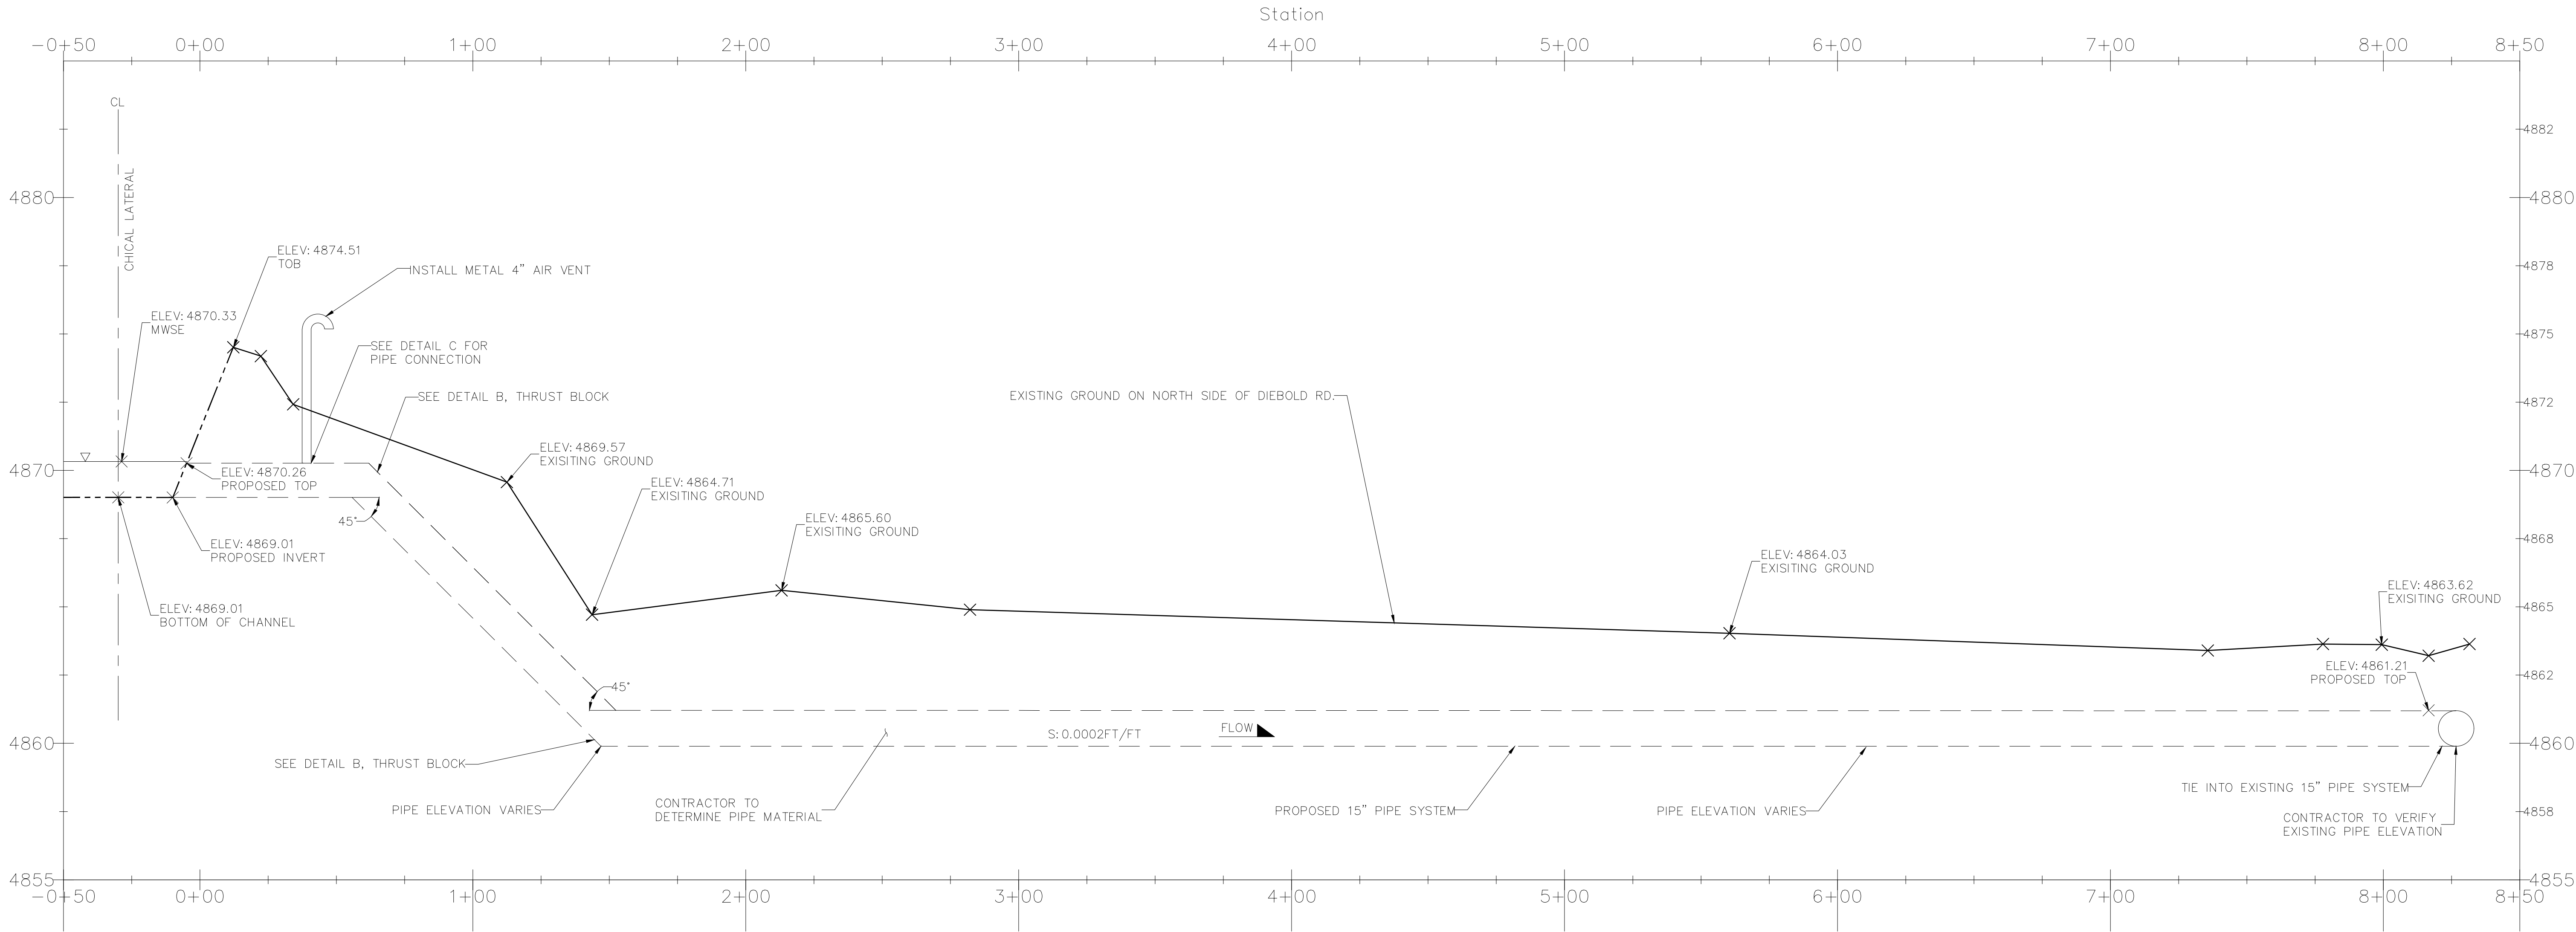 Station
-0+50 0+00 1+00 2+00 3+00 4+00 5+00 6+00 7+00 8+00 8+50
CL
CHICAL LATERAL
4882
4880 4880
ELEV: 4874.51
TOB
INSTALL METAL 4" AIR VENT
4878
ELEV: 4870.33
MWSE
4875
SEE DETAIL C FOR
PIPE CONNECTION
SEE DETAIL B, THRUST BLOCK
EXISTING GROUND ON NORTH SIDE OF DIEBOLD RD.
4872
ELEV: 4869.57
EXISITING GROUND
4870 4870
ELEV: 4870.26
PROPOSED TOP
ELEV: 4864.71
EXISITING GROUND
45°
ELEV: 4865.60
EXISITING GROUND
ELEV: 4869.01
PROPOSED INVERT
4868
ELEV: 4864.03
EXISITING GROUND
ELEV: 4863.62
EXISITING GROUND
ELEV: 4869.01
BOTTOM OF CHANNEL
4865
ELEV: 4861.21
PROPOSED TOP
4862
45°
S: 0.0002FT/FT
FLOW
4860 4860
SEE DETAIL B, THRUST BLOCK
PIPE ELEVATION VARIES
CONTRACTOR TO
DETERMINE PIPE MATERIAL
PROPOSED 15" PIPE SYSTEM
PIPE ELEVATION VARIES
TIE INTO EXISTING 15" PIPE SYSTEM
4858
CONTRACTOR TO VERIFY
EXISTING PIPE ELEVATION
4855 4855
-0+50 0+00 1+00 2+00 3+00 4+00 5+00 6+00 7+00 8+00 8+50